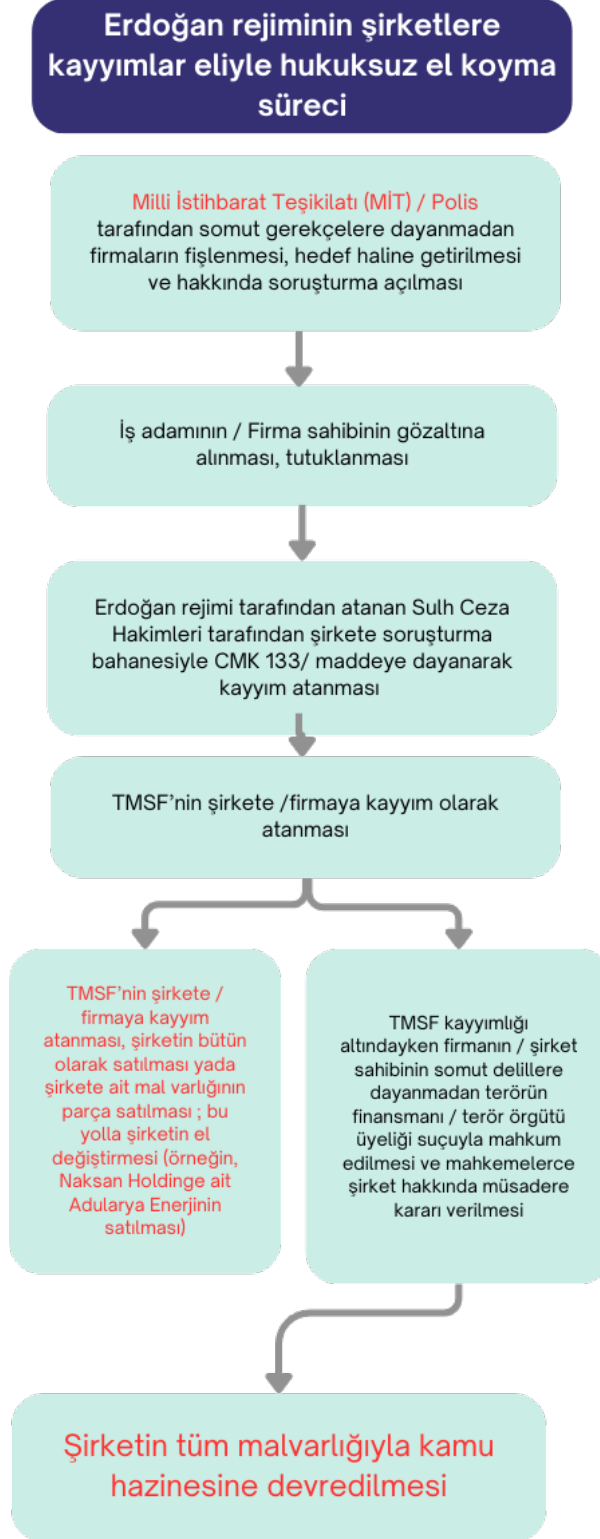 Erdoğan rejiminin şirketlere
kayyımlar eliyle hukuksuz el koyma
süreci
Milli İstihbarat Teşikilatı (MİT) / Polis
tarafından somut gerekçelere dayanmadan
firmaların fişlenmesi, hedef haline getirilmesi
ve hakkında soruşturma açılması
İş adamının / Firma sahibinin gözaltına
alınması, tutuklanması
Erdoğan rejimi tarafından atanan Sulh Ceza
Hakimleri tarafından şirkete soruşturma
bahanesiyle CMK 133/ maddeye dayanarak
kayyım atanması
TMSF’nin şirkete /firmaya kayyım olarak
atanması
TMSF’nin şirkete /
firmaya kayyım
atanması, şirketin bütün
olarak satılması yada
şirkete ait mal varlığının
parça satılması ; bu
yolla şirketin el
değiştirmesi (örneğin,
Naksan Holdinge ait
Adularya Enerjinin
satılması)
TMSF kayyımlığı
altındayken firmanın / şirket
sahibinin somut delillere
dayanmadan terörün
finansmanı / terör örgütü
üyeliği suçuyla mahkum
edilmesi ve mahkemelerce
şirket hakkında müsadere
kararı verilmesi
Şirketin tüm malvarlığıyla kamu
hazinesine devredilmesi